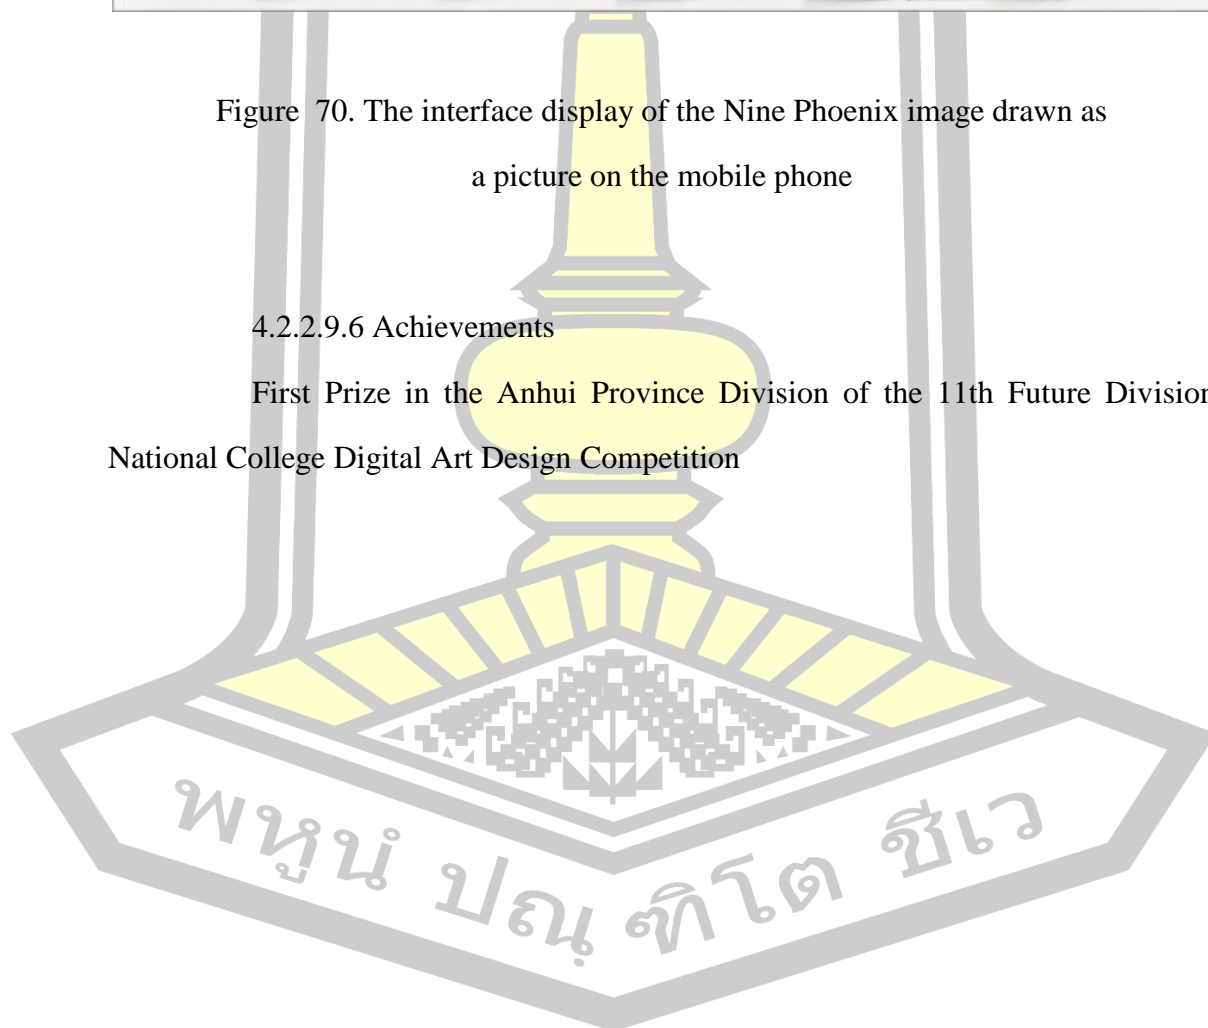 Figure 70. The interface display of the Nine Phoenix image drawn as
a picture on the mobile phone
4.2.2.9.6 Achievements
First Prize in the Anhui Province Division of the 11th Future Division
National College Digital Art Design Competition
พหูนํ ปณฺฑิโต ชีเว